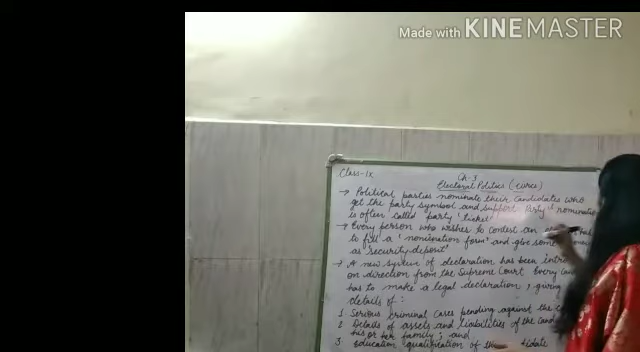 Made with KINEMASTER
Class-ix
Ch-3
Electoral Politics (-civics)
→ Political parties nominate their candidates who
get the party symbol and support. Party's nomination
is often called party 'ticket'
→ Every person who wishes to contest an
to fill a 'nomination form' and give some
as 'security deposit'
→ A new system of declaration has been
on direction from the Supreme Court Every
has to make a legal declaration, giving
details of :
1. Serious criminal cases pending against the
2 Details of assets and liabilities of the
his or her family; and
3 Education qualification of the